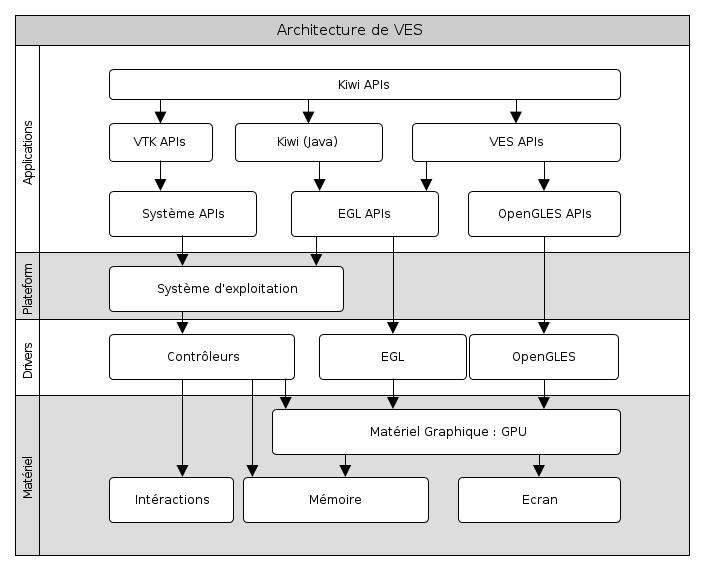 Architecture de VES
Applications
Kiwi APIs
VTK APIs
Kiwi (Java)
VES APIs
Système APIs
EGL APIs
OpenGLES APIs
Plateform
Système d'exploitation
Drivers
Contrôleurs
EGL
OpenGLES
Matériel
Matériel Graphique : GPU
Intéractions
Mémoire
Ecran